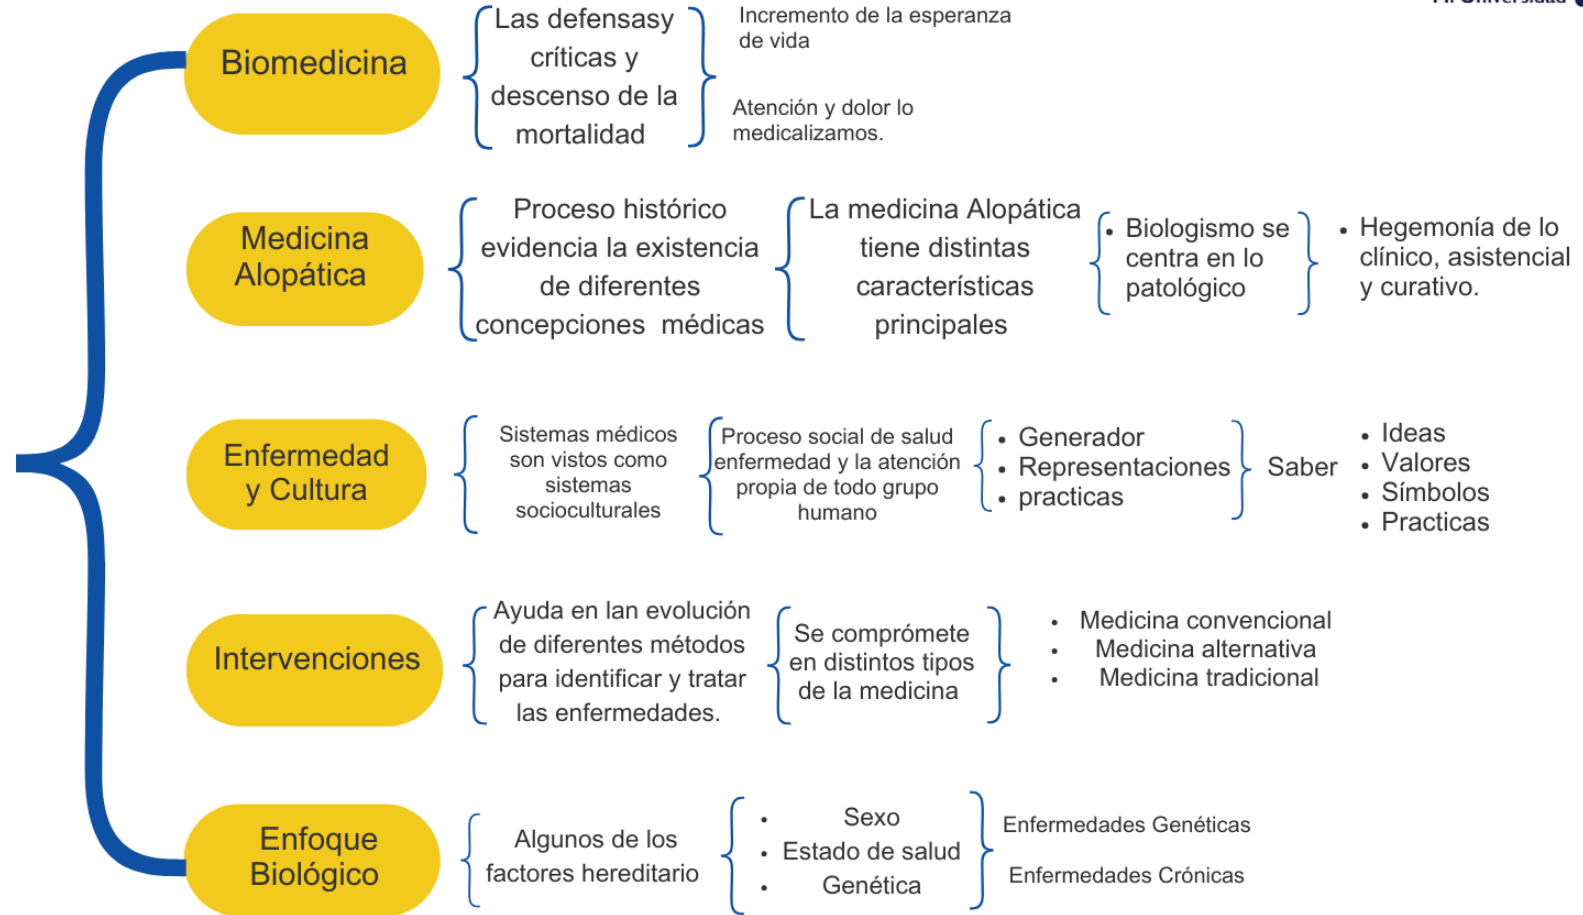 Mi Universidad
Biomedicina
Las defensasy
críticas y
descenso de la
mortalidad
Incremento de la esperanza
de vida
Atención y dolor lo
medicalizamos.
Medicina
Alopática
Proceso histórico
evidencia la existencia
de diferentes
concepciones médicas
La medicina Alopática
tiene distintas
característicias
principales
• Biologismo se
centra en lo
patológico
• Hegemonía de lo
clínico, asistencial
y curativo.
Enfermedad
y Cultura
Sistemas médicos
son vistos como
sistemas
socioculturales
Proceso social de salud
enfermedad y la atención
propia de todo grupo
humano
• Generador
• Representaciones
• practicas
Saber
• Ideas
• Valores
• Símbolos
• Practicas
Intervenciones
Ayuda en lan evolución
de diferentes métodos
para identificar y tratar
las enfermedades.
Se comprómete
en distintos tipos
de la medicina
• Medicina convencional
• Medicina alternativa
• Medicina tradicional
Enfoque
Biológico
Algunos de los
factores hereditario
• Sexo
• Estado de salud
• Genética
Enfermedades Genéticas
Enfermedades Crónicas